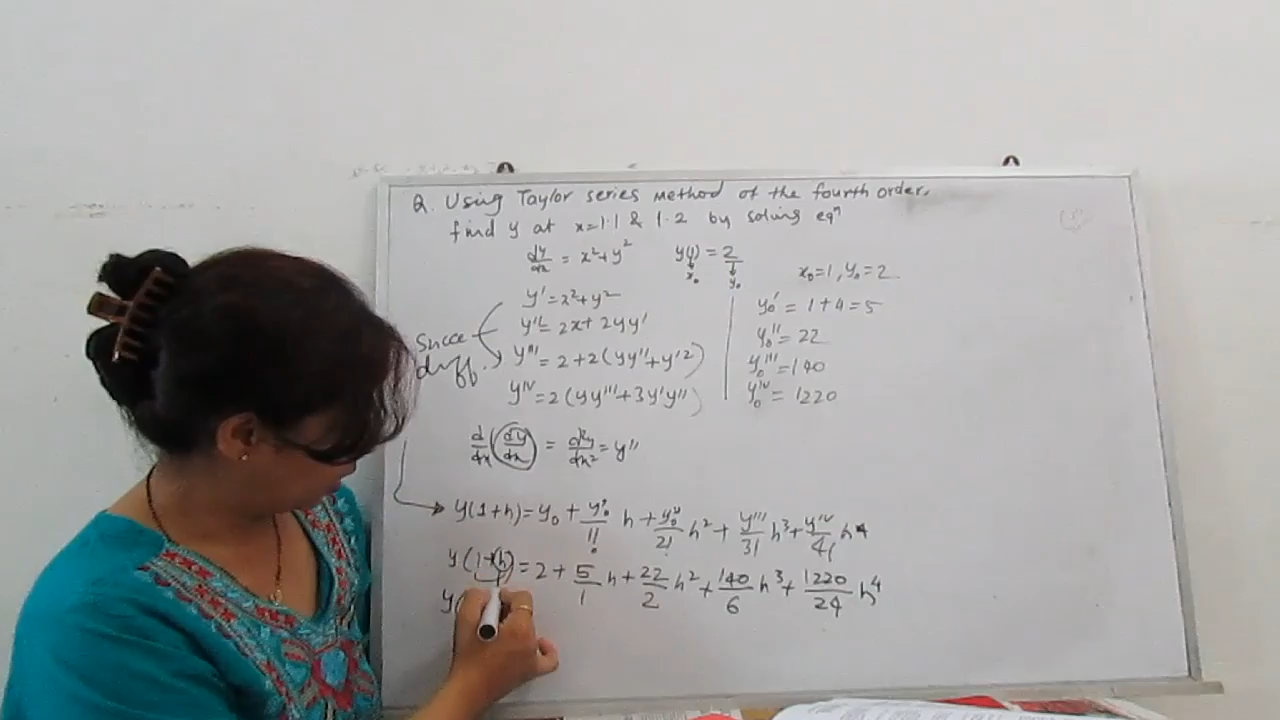 Q. Using Taylor series method of the fourth order,
find y at x=1.1 & 1.2 by solving eqⁿ
dy/dx = x²+y² y(1) = 2
x₀ y₀
x₀=1, y₀=2
y' = x²+y²
y₀' = 1+4=5
y'' = 2x+2yy'
y₀'' = 22
Succe diff.
y''' = 2+2(yy''+y'²)
y₀''' = 140
y^IV = 2(yy'''+3y'y'')
y₀^IV = 1220
d/dx (dy/dx) = d²y/dx² = y''
y(1+h) = y₀ + y₀'/1! h + y₀''/2! h² + y'''/3! h³ + y^IV/4! h⁴
y(1+h) = 2 + 5/1 h + 22/2 h² + 140/6 h³ + 1220/24 h⁴
y(